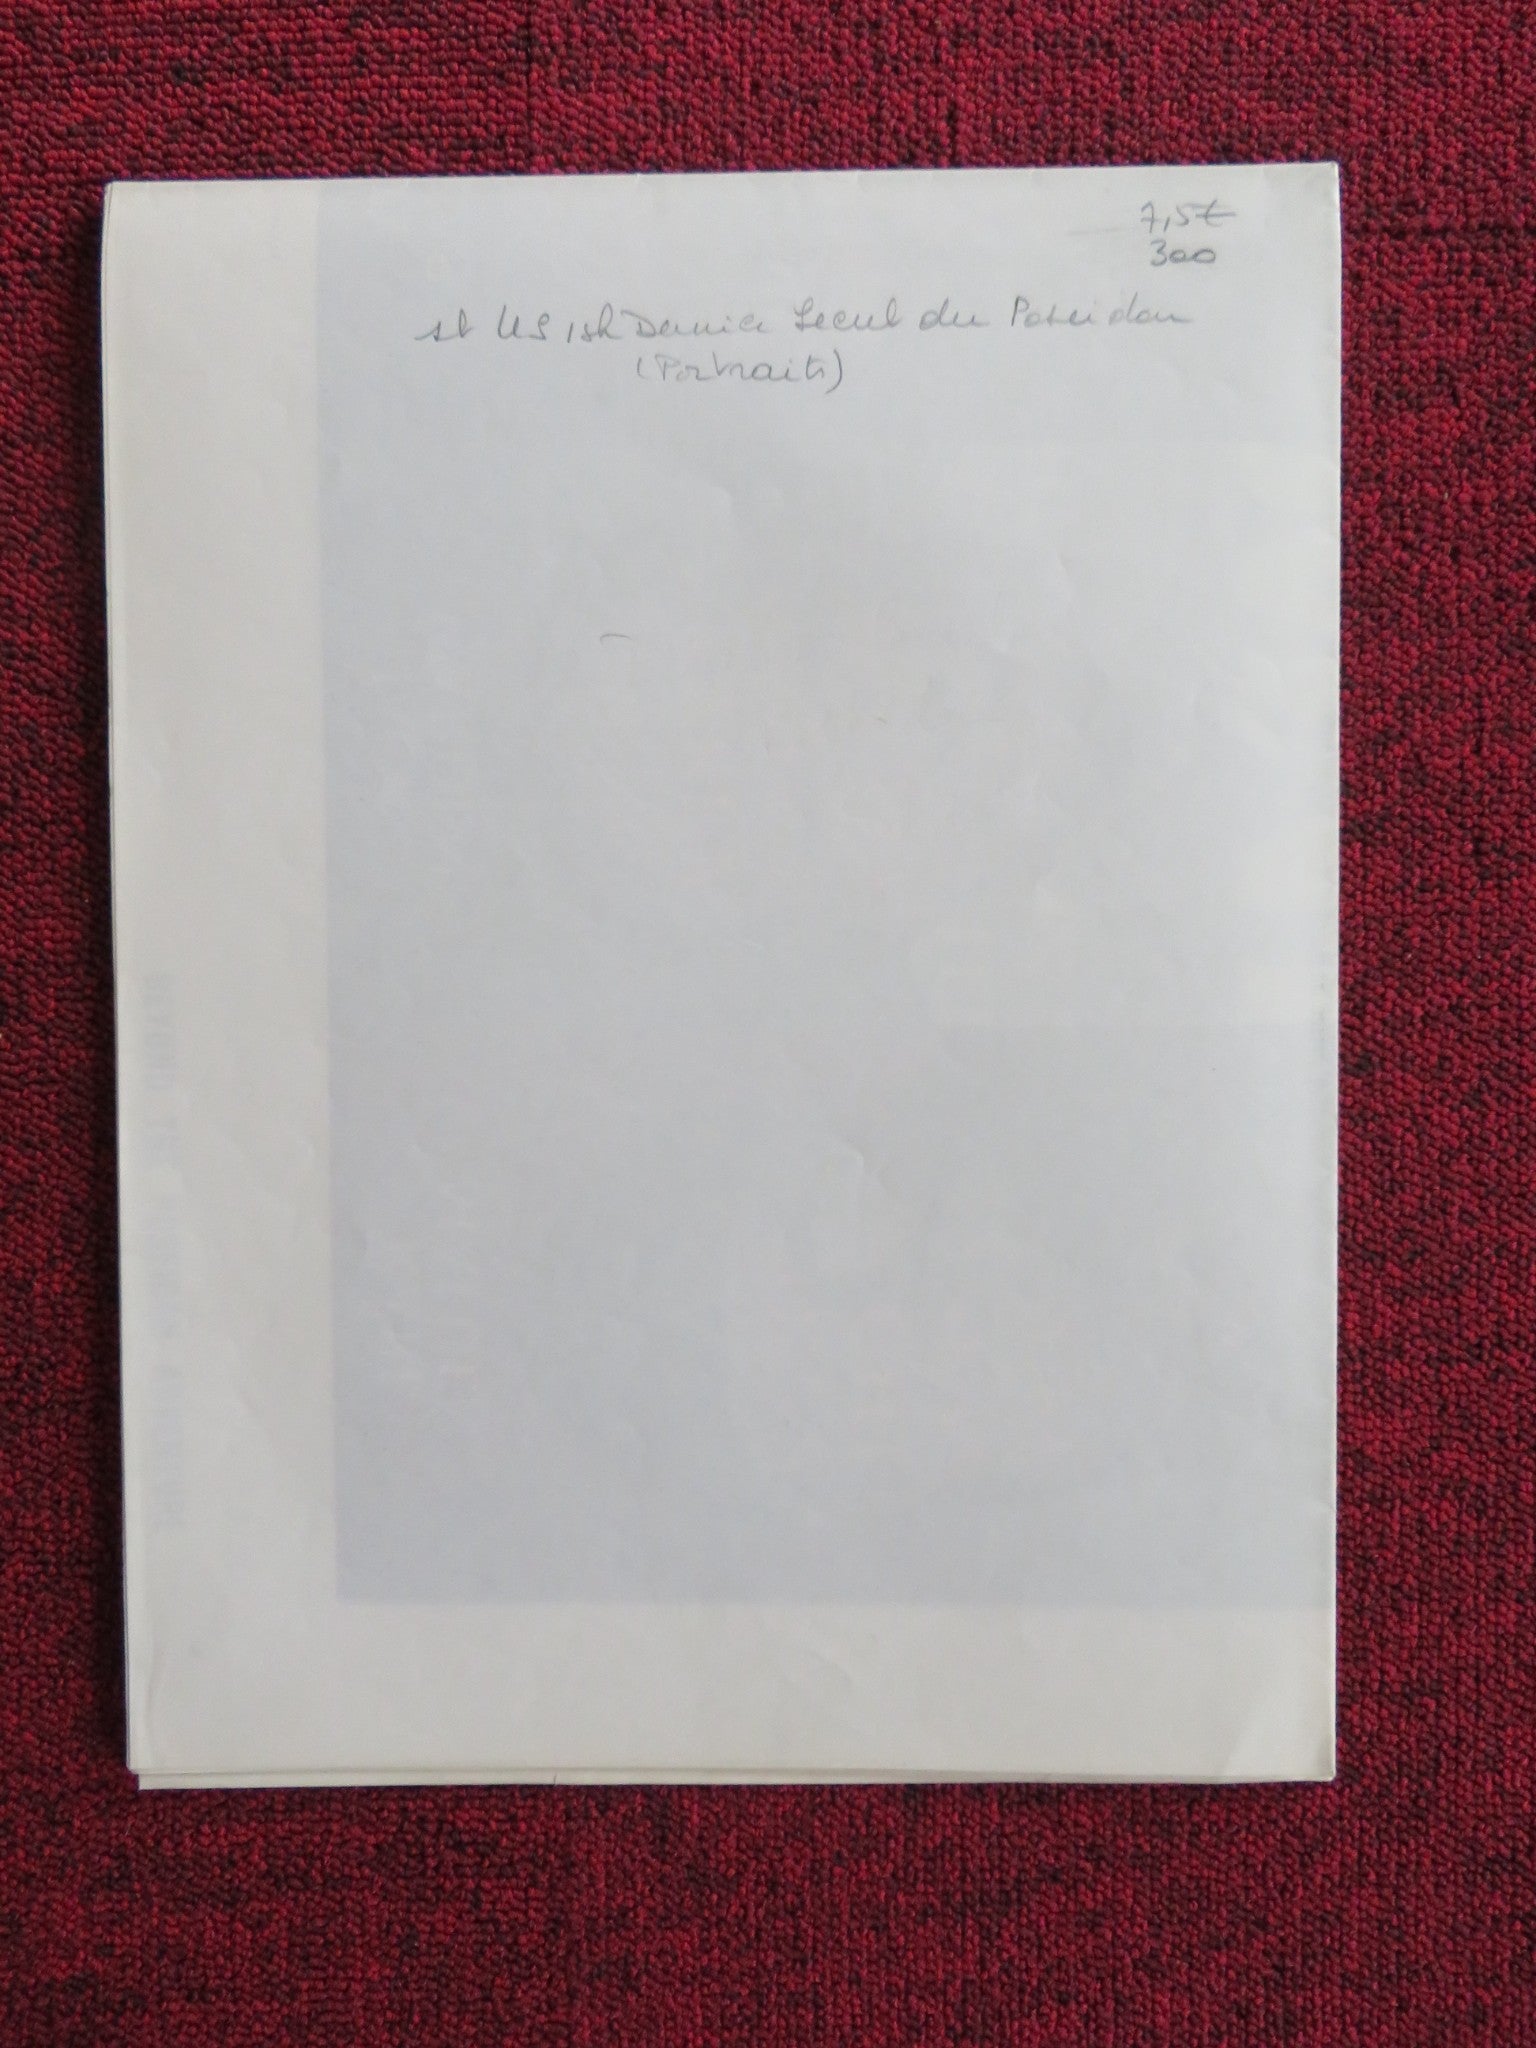 7,5€
300
st US 1sh Dernier Secret du Poseidon
(Portraits)